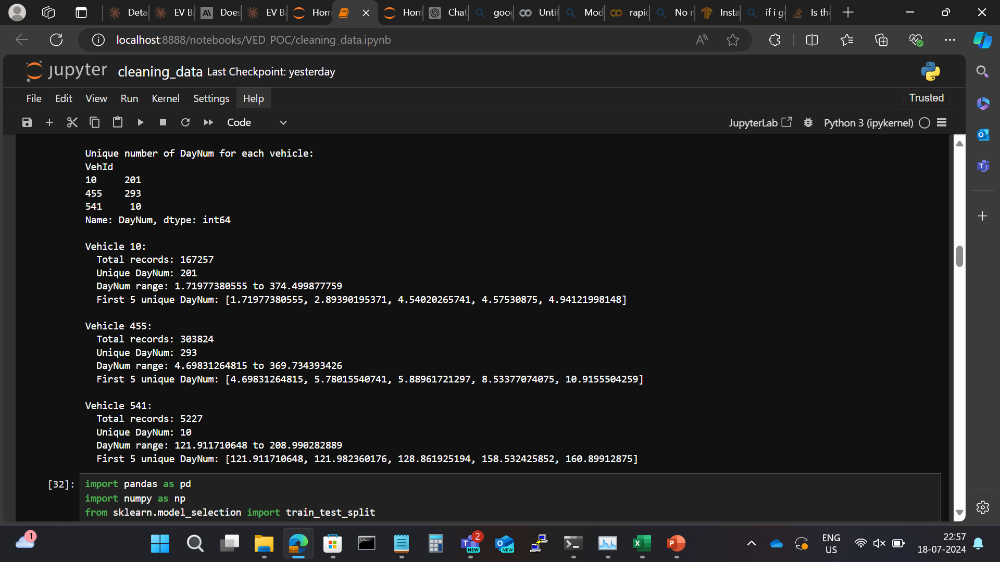 Deta
EV Ba
Does
EV Ba
Hom
Hom
Chat
goog
Unti
Mod
rapid
No m
Insta
if i g
Is the
localhost:8888/notebooks/VED_POC/cleaning_data.ipynb
jupyter cleaning_data Last Checkpoint: yesterday
File Edit View Run Kernel Settings Help
Trusted
Code
JupyterLab
Python 3 (ipykernel)
Unique number of DayNum for each vehicle:
VehId
10 201
455 293
541 10
Name: DayNum, dtype: int64
Vehicle 10:
Total records: 167257
Unique DayNum: 201
DayNum range: 1.71977380555 to 374.499877759
First 5 unique DayNum: [1.71977380555, 2.89390195371, 4.54020265741, 4.57530875, 4.94121998148]
Vehicle 455:
Total records: 303824
Unique DayNum: 293
DayNum range: 4.69831264815 to 369.734393426
First 5 unique DayNum: [4.69831264815, 5.78015540741, 5.88961721297, 8.53377074075, 10.9155504259]
Vehicle 541:
Total records: 5227
Unique DayNum: 10
DayNum range: 121.911710648 to 208.990282889
First 5 unique DayNum: [121.911710648, 121.982360176, 128.861925194, 158.532425852, 160.89912875]
[32]:
import pandas as pd
import numpy as np
from sklearn.model_selection import train_test_split
1
2
NEW
NEW
ENG
US
22:57
18-07-2024